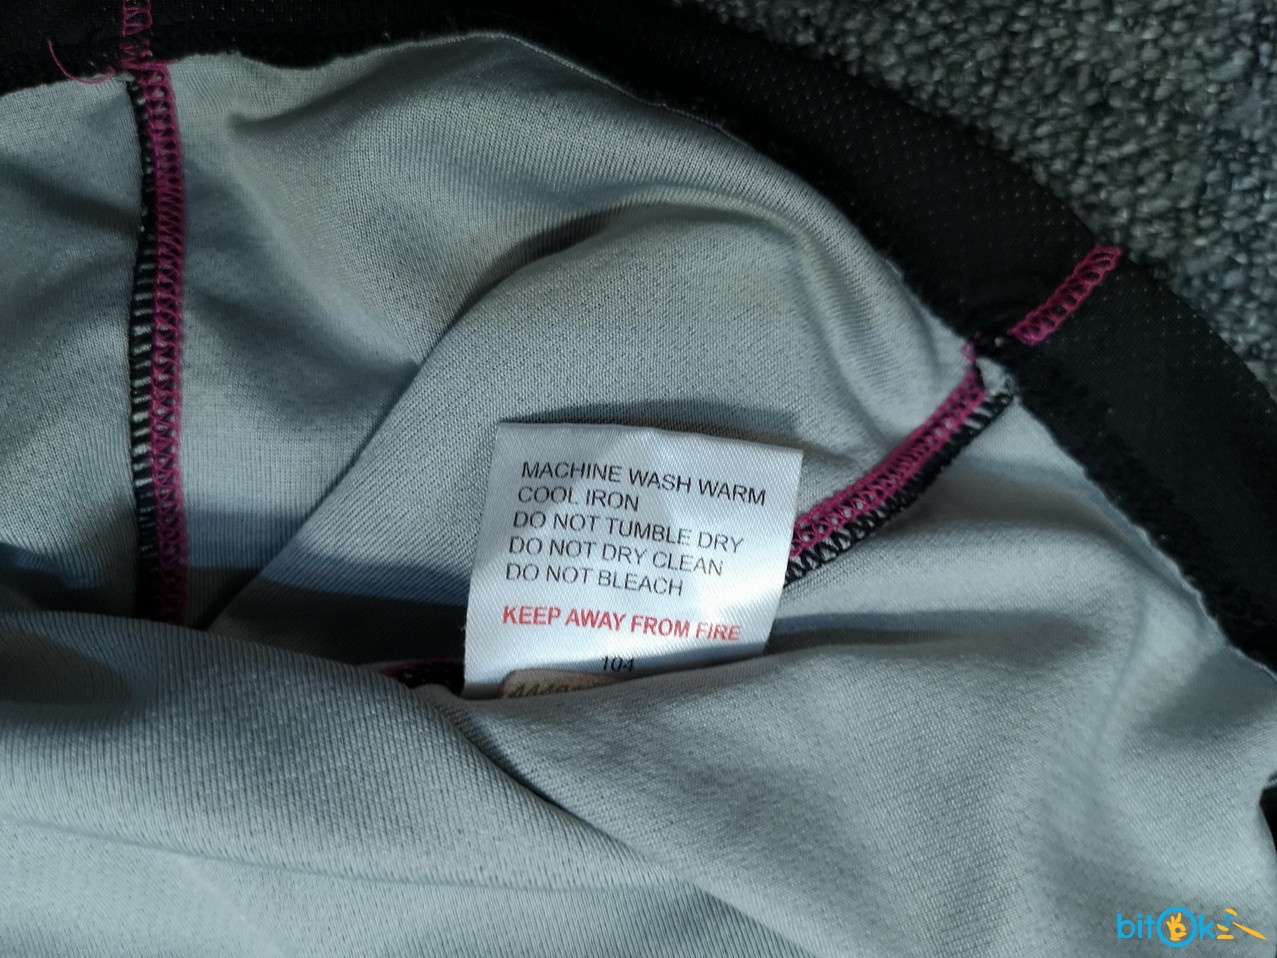 MACHINE WASH WARM
COOL IRON
DO NOT TUMBLE DRY
DO NOT DRY CLEAN
DO NOT BLEACH
KEEP AWAY FROM FIRE
104
bitOk